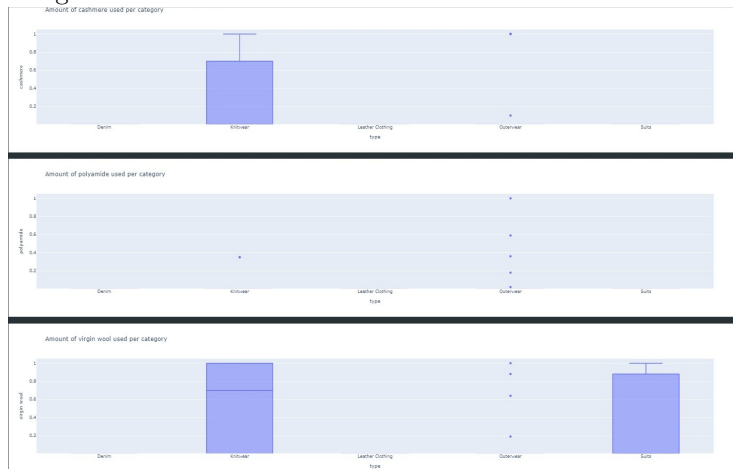 Amount of cashmere used per category
1
0.8
0.6
0.4
0.2
cashmere
Denim Knitwear Leather Clothing Outerwear Suits
type
Amount of polyamide used per category
1
0.8
0.6
0.4
0.2
polyamide
Denim Knitwear Leather Clothing Outerwear Suits
type
Amount of virgin wool used per category
1
0.8
0.6
0.4
0.2
virgin wool
Denim Knitwear Leather Clothing Outerwear Suits
type